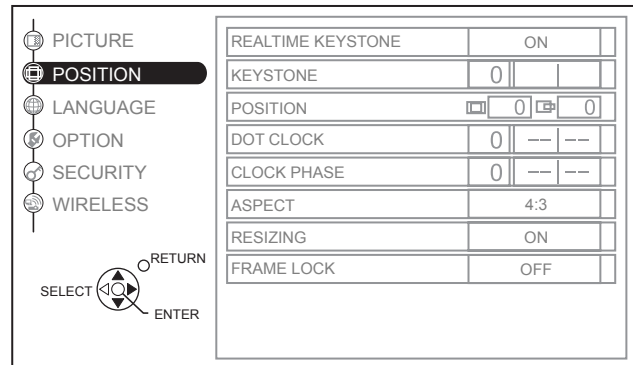 PICTURE
POSITION
LANGUAGE
OPTION
SECURITY
WIRELESS
RETURN
SELECT
ENTER
REALTIME KEYSTONE ON
KEYSTONE 0
POSITION 0 0
DOT CLOCK 0 -- --
CLOCK PHASE 0 -- --
ASPECT 4:3
RESIZING ON
FRAME LOCK OFF